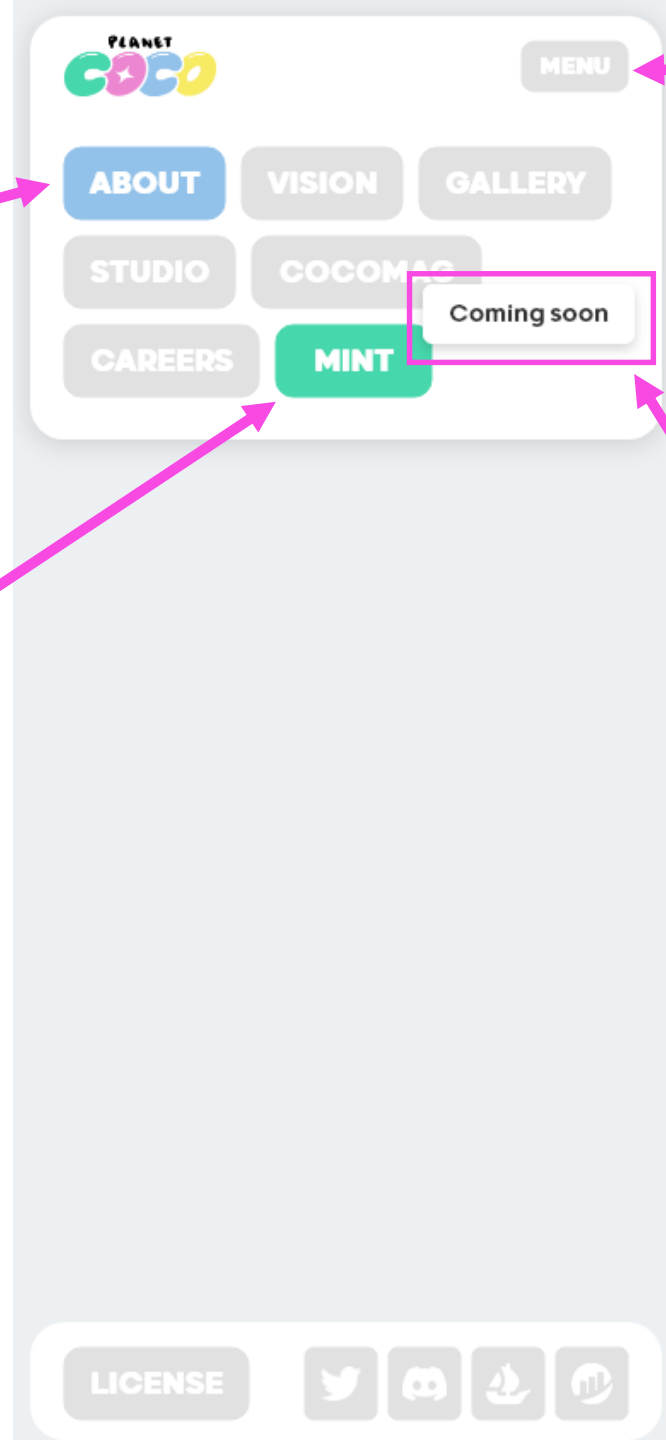 PLANET
COCO
MENU
ABOUT VISION GALLERY
STUDIO COCOMAG
Coming soon
CAREERS MINT
LICENSE